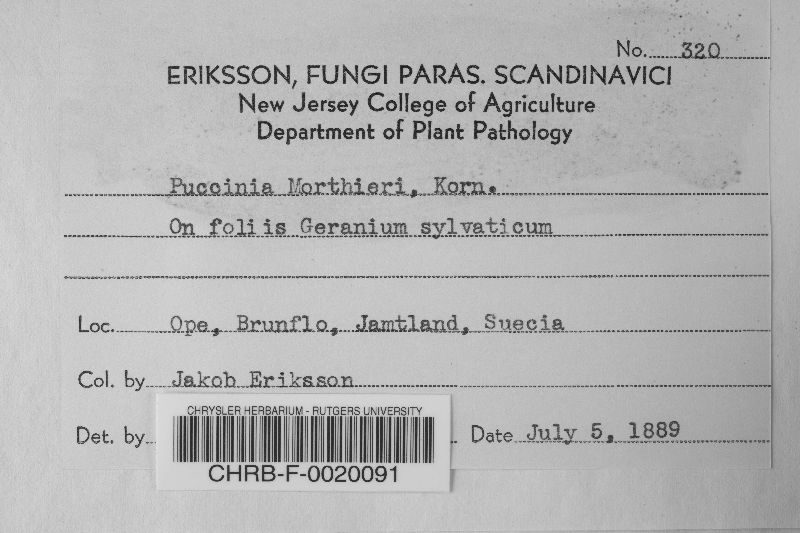 No. 320
ERIKSSON, FUNGI PARAS. SCANDINAVICI
New Jersey College of Agriculture
Department of Plant Pathology
Puccinia Morthieri, Korn.
On foliis Geranium sylvaticum
Loc. Ope, Brunflo, Jamtland, Suecia
Col. by Jakob Eriksson
Det. by Date July 5, 1889
CHRYSLER HERBARIUM - RUTGERS UNIVERSITY
CHRB-F-0020091